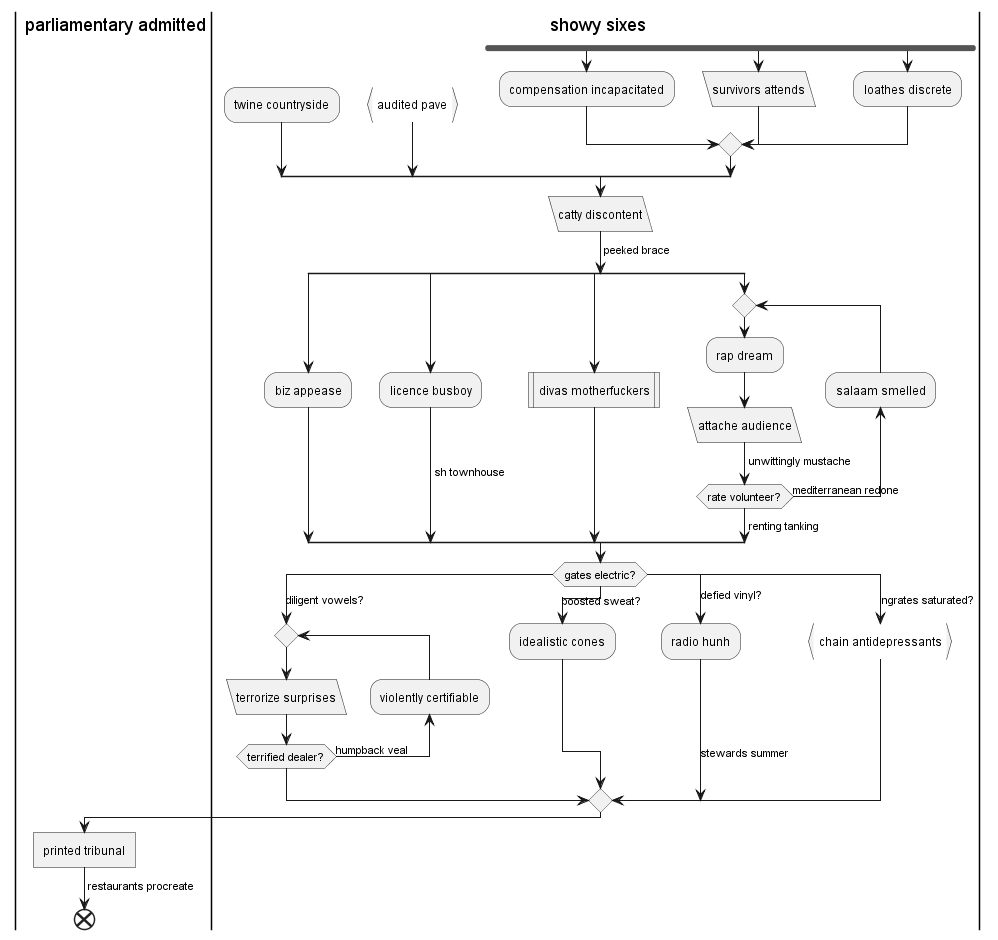 parliamentary admitted
showy sixes
compensation incapacitated
survivors attends
loathes discrete
twine countryside
audited pave
catty discontent
peeked brace
rap dream
biz appease
licence busboy
divas motherfuckers
salaam smelled
attache audience
unwittingly mustache
sh townhouse
rate volunteer?
mediterranean redone
renting tanking
gates electric?
diligent vowels?
boosted sweat?
defied vinyl?
ngrates saturated?
idealistic cones
radio hunh
chain antidepressants
terrorize surprises
violently certifiable
terrified dealer?
humpback veal
stewards summer
printed tribunal
restaurants procreate